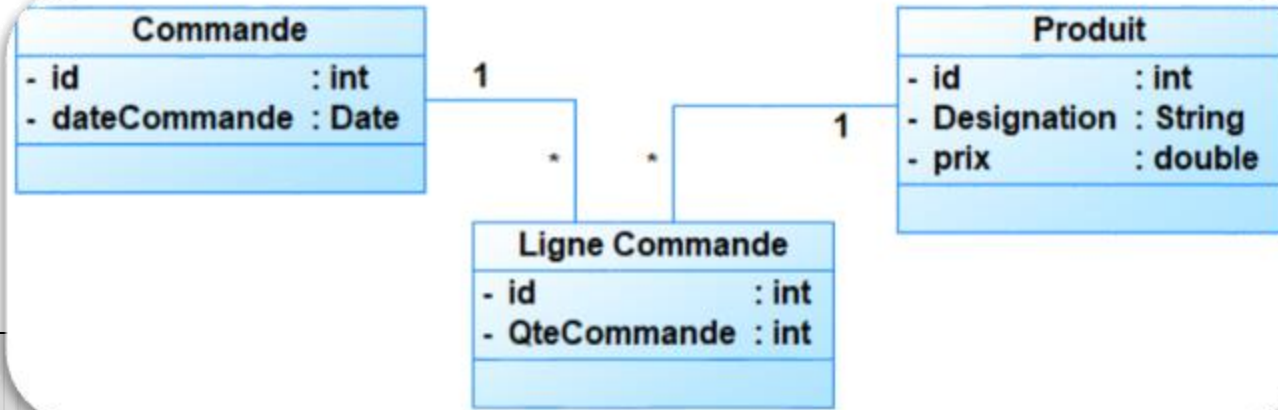 Commande
- id : int
- dateCommande : Date
1
*
Produit
- id : int
- Designation : String
- prix : double
1
*
Ligne Commande
- id : int
- QteCommande : int